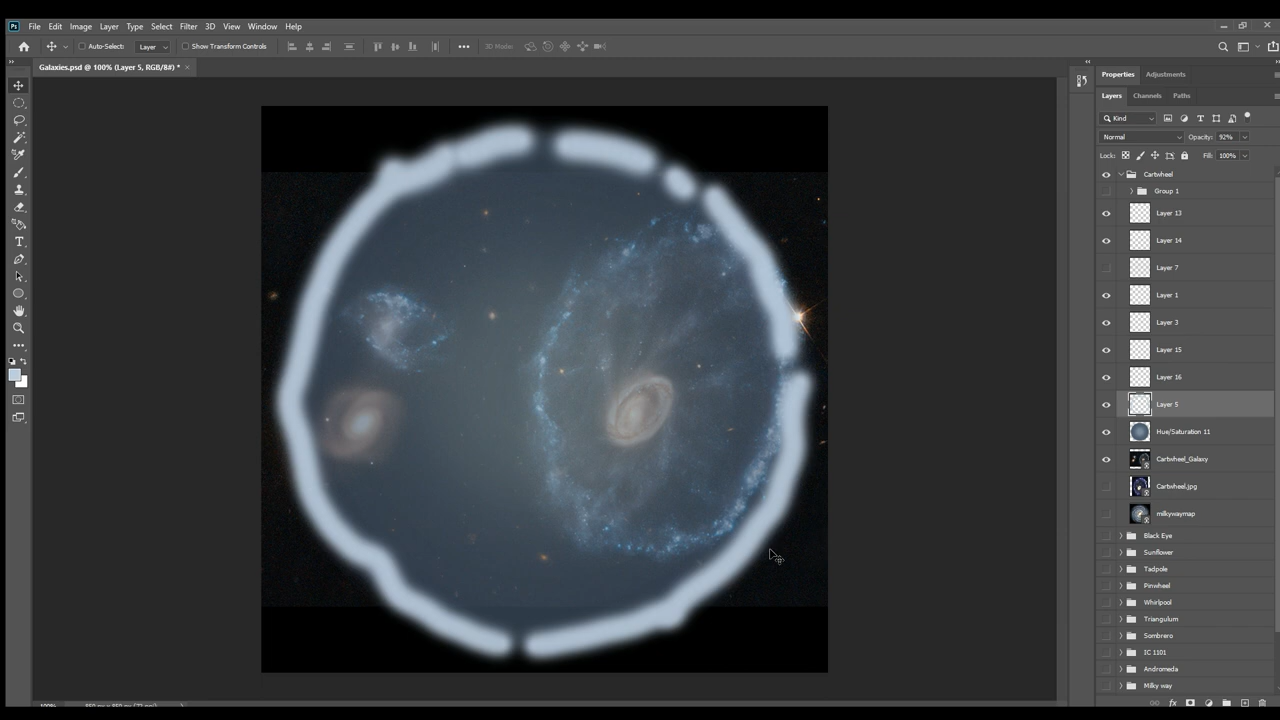 Ps File Edit Image Layer Type Select Filter 3D View Window Help
Auto-Select: Layer Show Transform Controls 3D Mode:
Galaxies.psd @ 100% (Layer 5, RGB/8#) * ×
Properties Adjustments
Layers Channels Paths
Kind
Normal Opacity: 92%
Lock: Fill: 100%
Cartwheel
Group 1
Layer 13
Layer 14
Layer 7
Layer 1
Layer 3
Layer 15
Layer 16
Layer 5
Hue/Saturation 11
Cartwheel_Galaxy
Cartwheel.jpg
milkywaymap
Black Eye
Sunflower
Tadpole
Pinwheel
Whirlpool
Triangulum
Sombrero
IC 1101
Andromeda
Milky way
fx